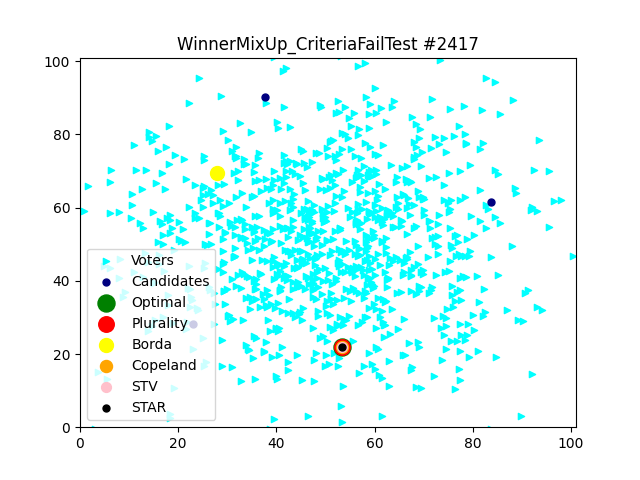 WinnerMixUp_CriteriaFailTest #2417
100
80
60
40
20
0
Voters
Candidates
Optimal
Plurality
Borda
Copeland
STV
STAR
0 20 40 60 80 100